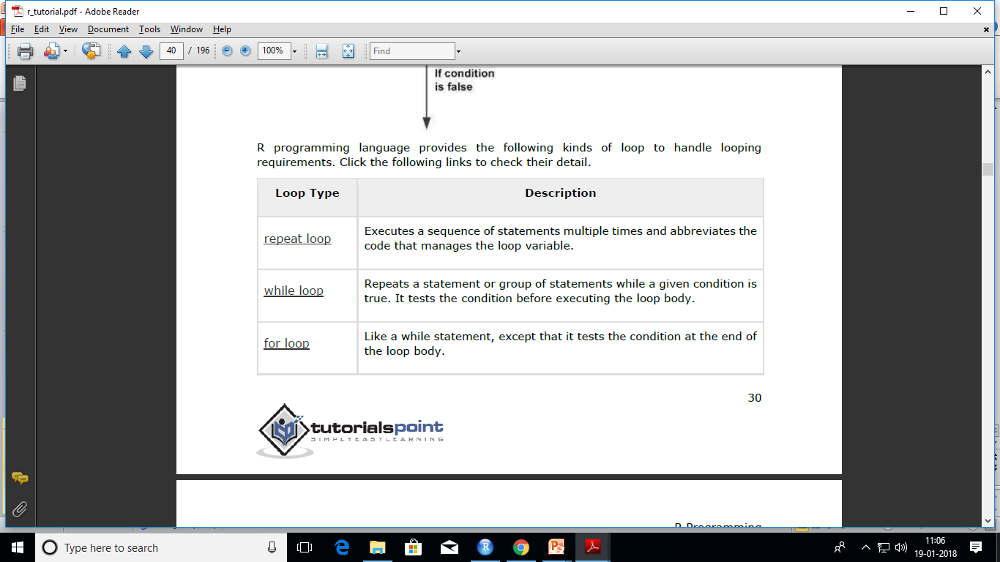 r_tutorial.pdf - Adobe Reader
File Edit View Document Tools Window Help
40 / 196 100% Find
If condition
is false
R programming language provides the following kinds of loop to handle looping
requirements. Click the following links to check their detail.
Loop Type Description
repeat loop
Executes a sequence of statements multiple times and abbreviates the
code that manages the loop variable.
while loop
Repeats a statement or group of statements while a given condition is
true. It tests the condition before executing the loop body.
for loop
Like a while statement, except that it tests the condition at the end of
the loop body.
30
tutorialspoint
SIMPLYEASYLEARNING
R Programming
Type here to search
11:06
19-01-2018